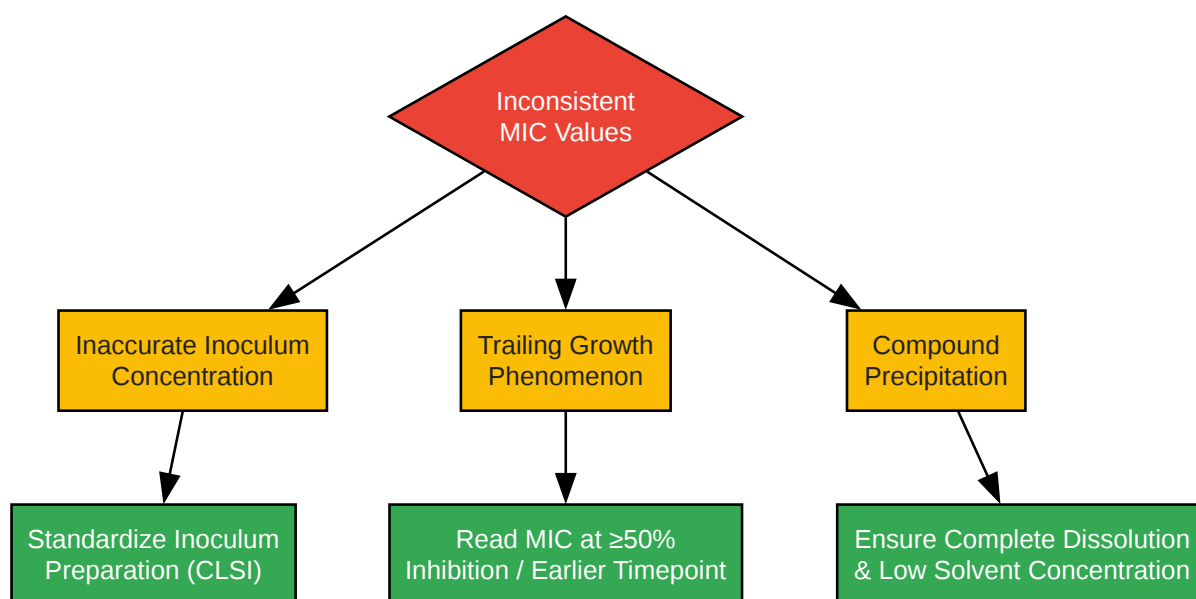 Inconsistent
MIC Values
Inaccurate Inoculum
Concentration
Trailing Growth
Phenomenon
Compound
Precipitation
Standardize Inoculum
Preparation (CLSI)
Read MIC at ≥50%
Inhibition / Earlier Timepoint
Ensure Complete Dissolution
& Low Solvent Concentration